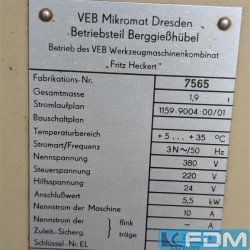 VEB Mikromat Dresden
Betriebsteil Berggießhübel
Betrieb des VEB Werkzeugmaschinenkombinat
„Fritz Heckert"
Fabrikations-Nr. 7565
Gesamtmasse 1,9 t
Stromlaufplan 1159-9004:00/01
Bauschaltplan
Temperaturbereich +5... +35 °C
Stromart/Frequenz 3N~/50 Hz
Nennspannung 380 V
Steuerspannung 220 V
Hilfsspannung 24 V
Anschlußwert 5,5 kW
Nennstrom der Maschine 10 A
Nennstrom der flink — A
Zuleit.-Sicherg. träge
Schlüssel-Nr. EL
KFDM